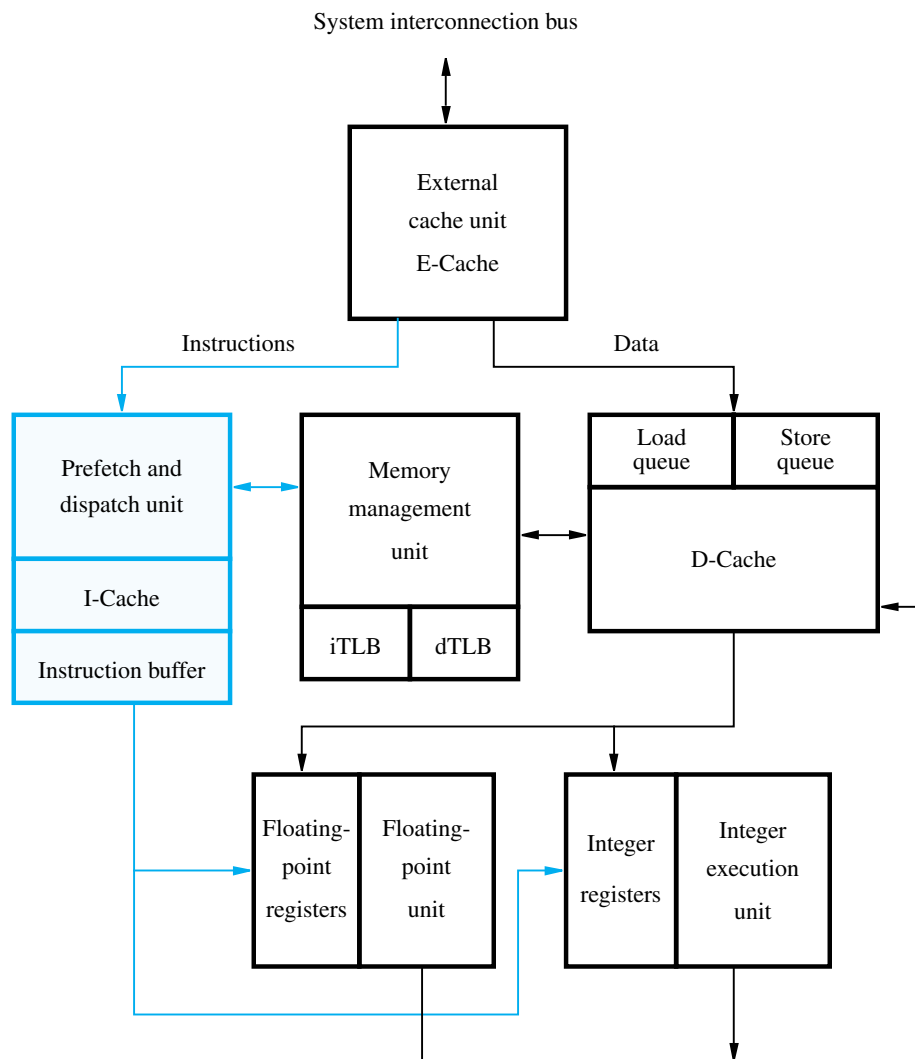 System interconnection bus
External
cache unit
E-Cache
Instructions
Data
Prefetch and
dispatch unit
I-Cache
Instruction buffer
Memory
management
unit
iTLB
dTLB
Load
queue
Store
queue
D-Cache
Floating-
point
registers
Floating-
point
unit
Integer
registers
Integer
execution
unit